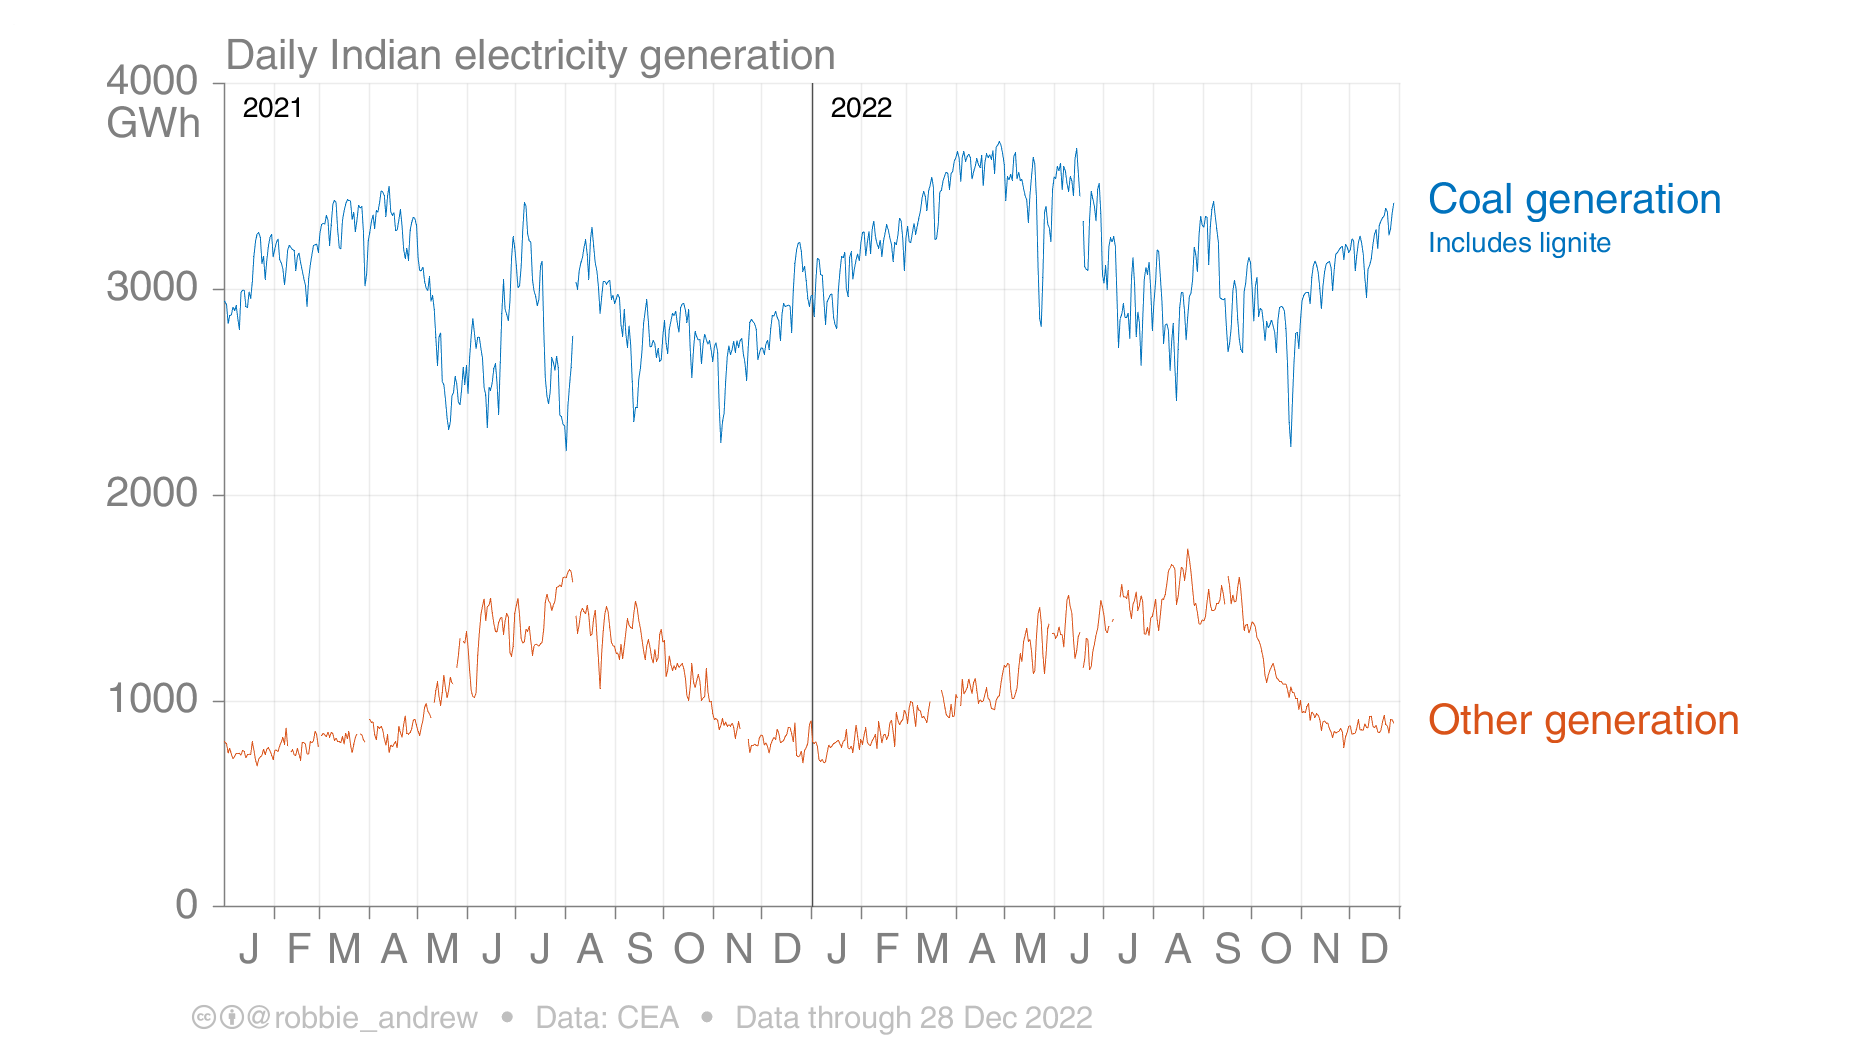 Daily Indian electricity generation
4000
GWh
2021
2022
3000
2000
1000
0
Coal generation
Includes lignite
Other generation
J F M A M J J A S O N D J F M A M J J A S O N D
cc @robbie_andrew • Data: CEA • Data through 28 Dec 2022